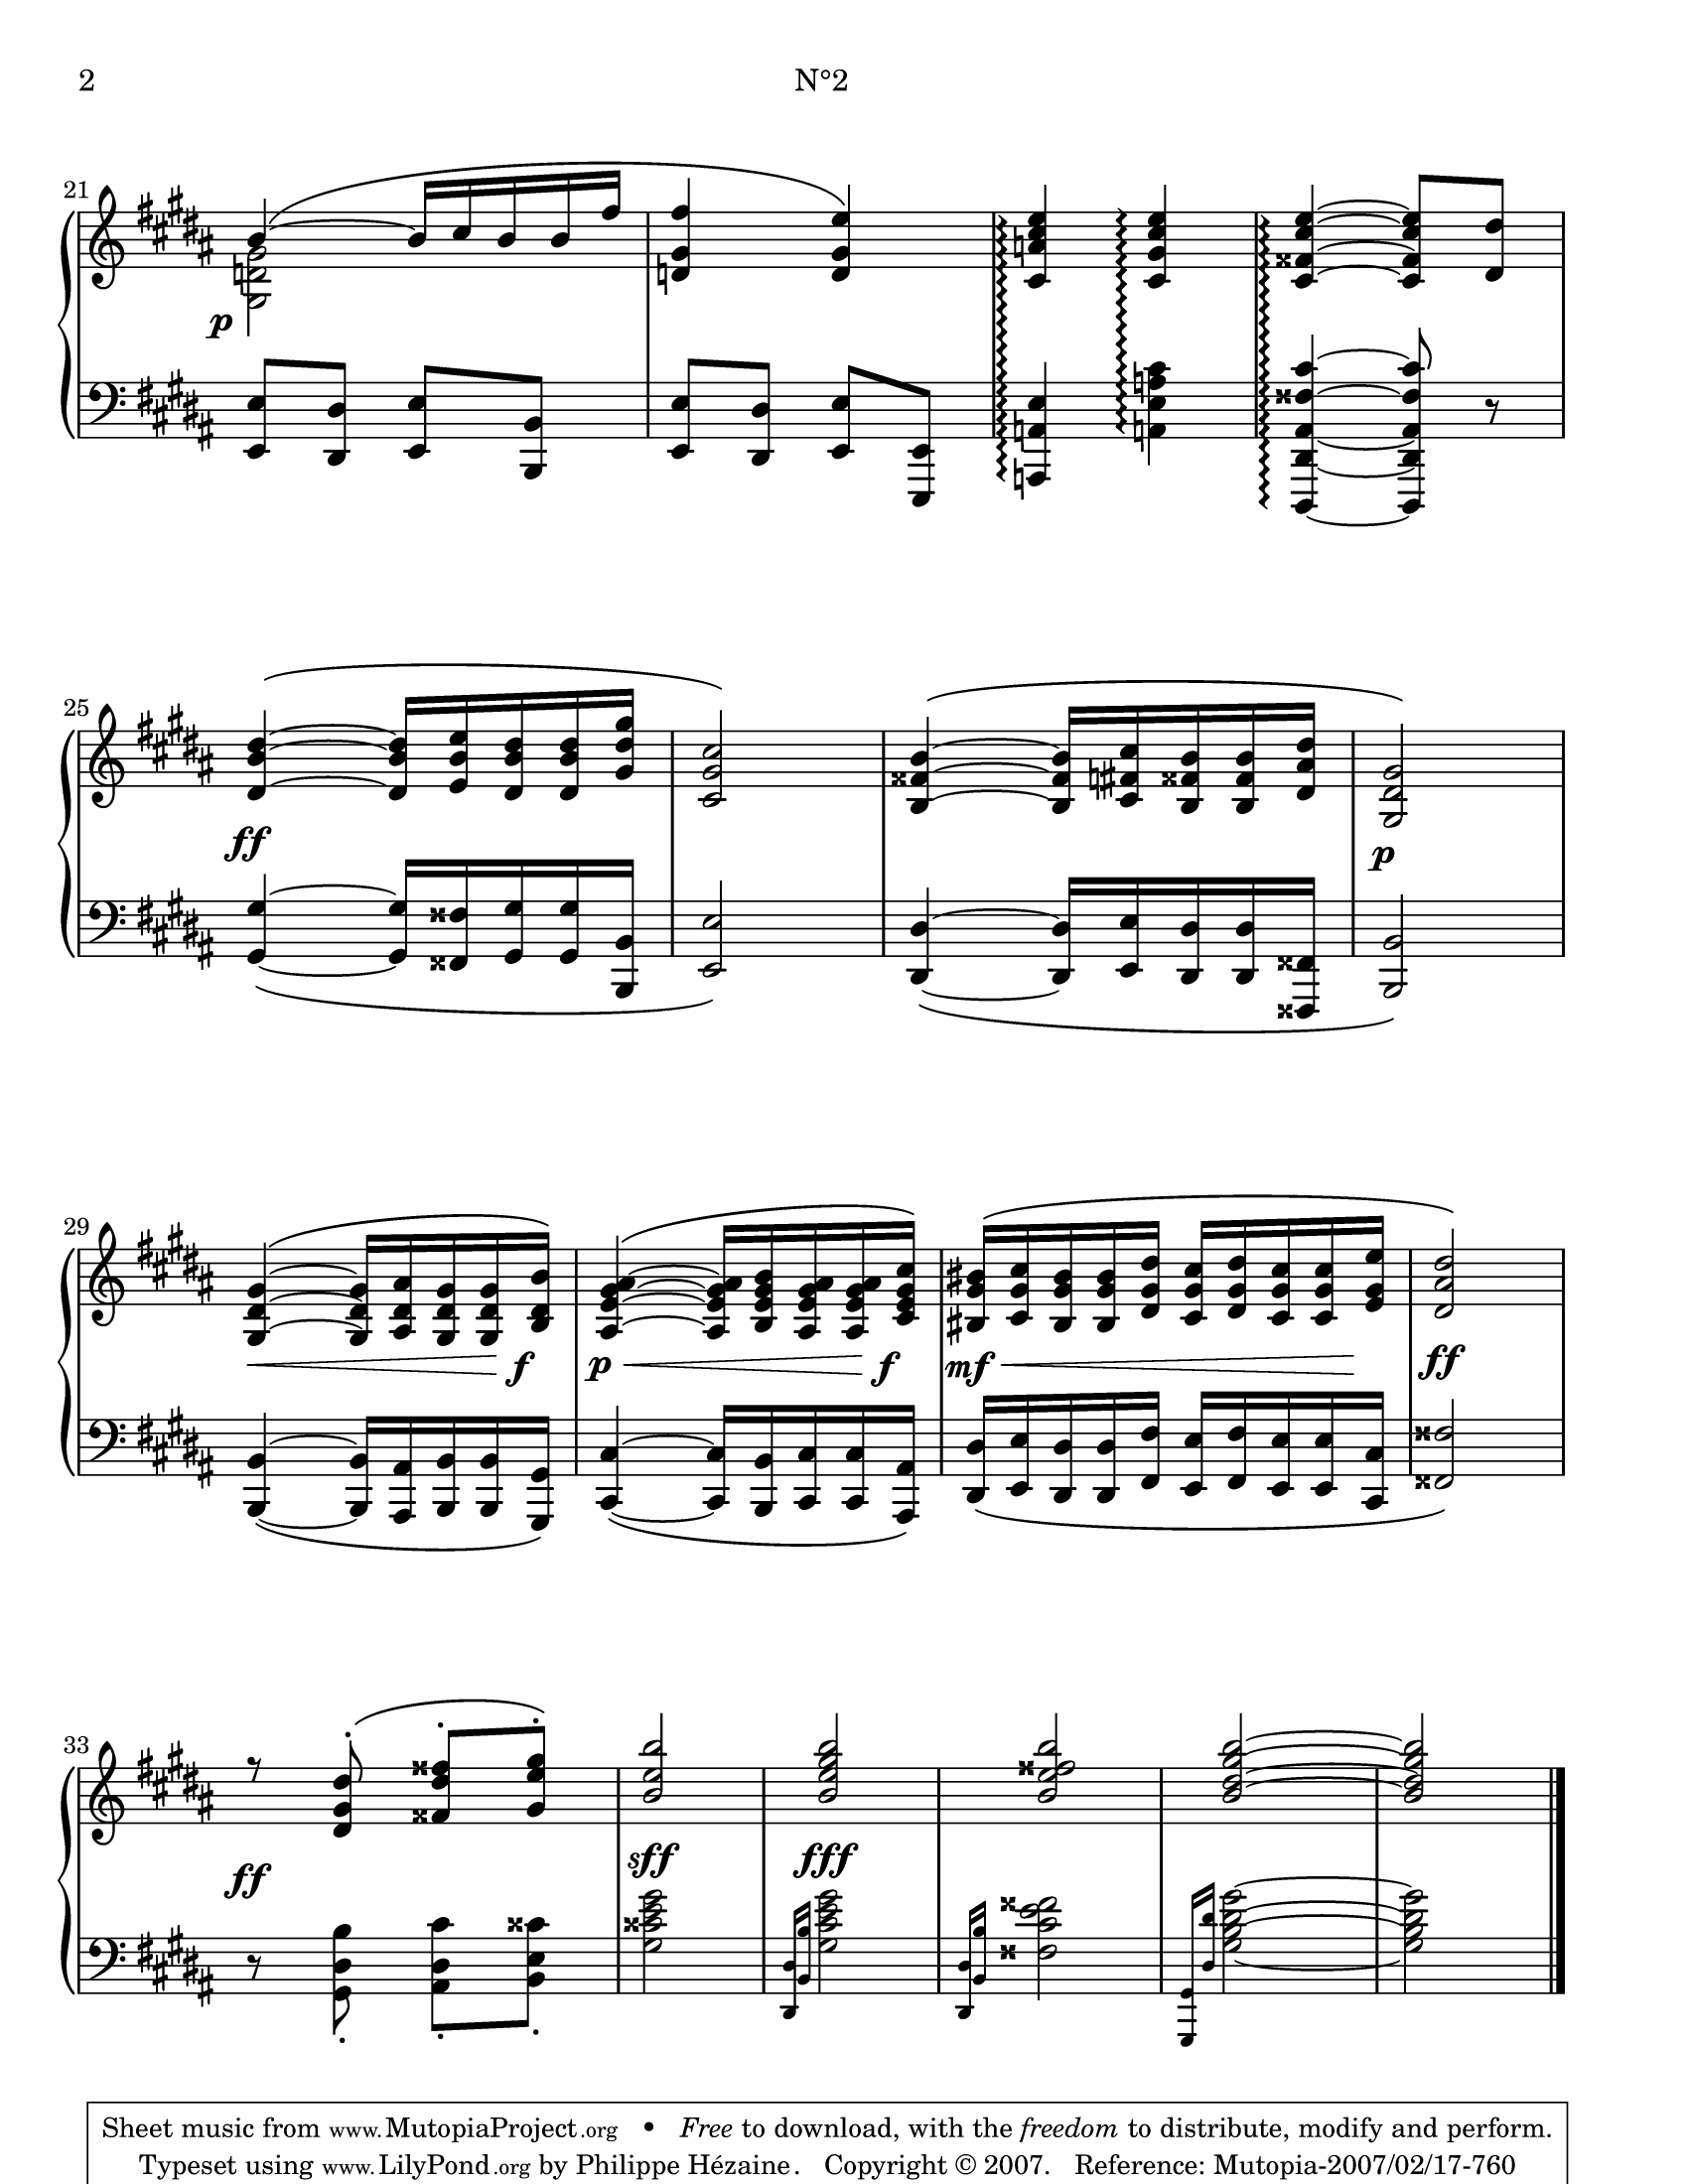 2 N°2
21
p
25
ff p
29
f p f mf ff
33
ff sff fff
Sheet music from www.MutopiaProject.org • Free to download, with the freedom to distribute, modify and perform.
Typeset using www.LilyPond.org by Philippe Hézaine. Copyright © 2007. Reference: Mutopia-2007/02/17-760